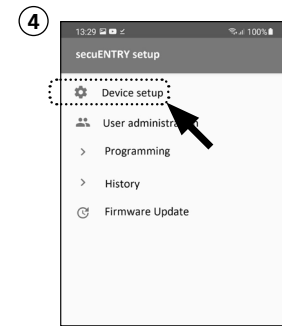 4
13:29 100%
secuENTRY setup
Device setup
User administration
Programming
History
Firmware Update